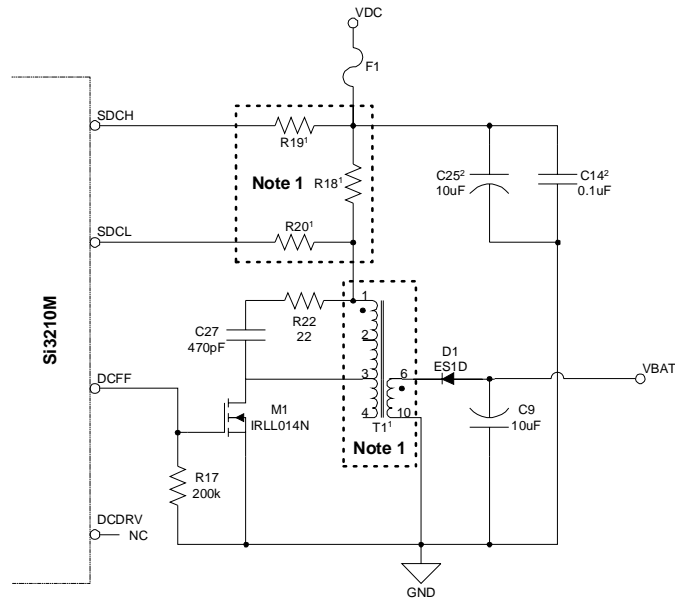 VDC
F1
SDCH
R19¹
Note 1
R18¹
C25²
10uF
C14²
0.1uF
SDCL
R20¹
Si3210M
1
R22
22
C27
470pF
2
D1
ES1D
VBAT
DCFF
3
6
M1
IRLL014N
4
10
C9
10uF
T1¹
Note 1
R17
200k
DCDRV
NC
GND